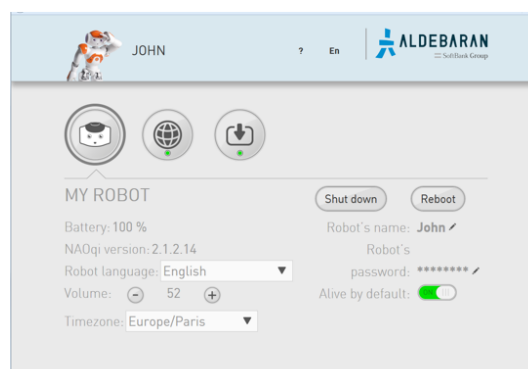 JOHN
?
En
ALDEBARAN
SoftBank Group
MY ROBOT
Shut down
Reboot
Battery: 100 %
Robot's name: John
NAOqi version: 2.1.2.14
Robot's
password: ********
Robot language: English
Volume: 52
Alive by default:
Timezone: Europe/Paris